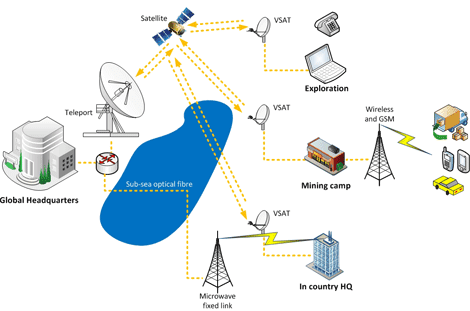 Satellite
VSAT
Exploration
Teleport
VSAT
Wireless
and GSM
Mining camp
Sub-sea optical fibre
Global Headquarters
VSAT
In country HQ
Microwave
fixed link